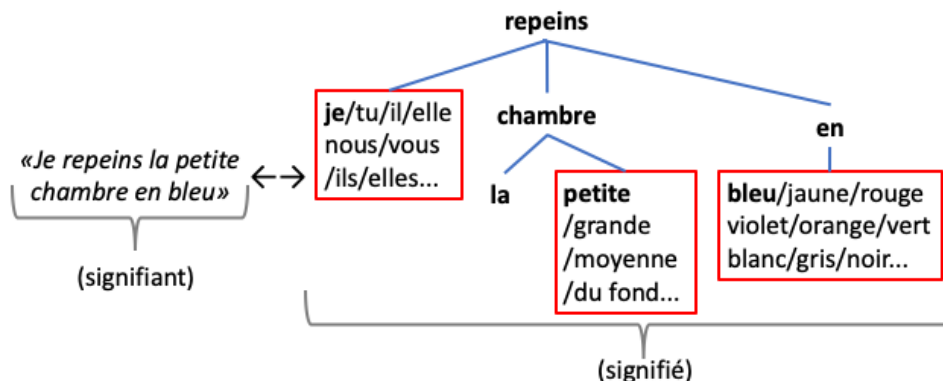 repeins
je/tu/il/elle
nous/vous
/ils/elles...
chambre
en
«Je repeins la petite
chambre en bleu»
↔
la
petite
/grande
/moyenne
/du fond...
bleu/jaune/rouge
violet/orange/vert
blanc/gris/noir...
(signifiant)
(signifié)